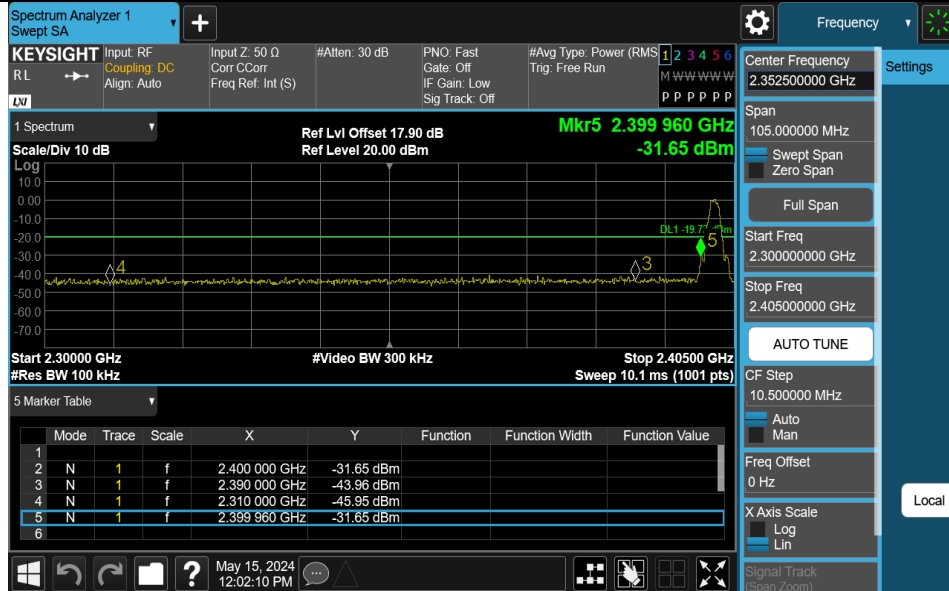 Spectrum Analyzer 1
Swept SA
+
Frequency
KEYSIGHT
RL
LXI
Input: RF
Coupling: DC
Align: Auto
Input Z: 50 Ω
Corr CCorr
Freq Ref: Int (S)
#Atten: 30 dB
PNO: Fast
Gate: Off
IF Gain: Low
Sig Track: Off
#Avg Type: Power (RMS
Trig: Free Run
1 2 3 4 5 6
M W W W W W
P P P P P P
Settings
Center Frequency
2.352500000 GHz
Span
105.000000 MHz
Swept Span
Zero Span
Full Span
Start Freq
2.300000000 GHz
Stop Freq
2.405000000 GHz
AUTO TUNE
CF Step
10.500000 MHz
Auto
Man
Freq Offset
0 Hz
X Axis Scale
Log
Lin
Signal Track
(Span Zoom)
Local
1 Spectrum
Scale/Div 10 dB
Ref Lvl Offset 17.90 dB
Ref Level 20.00 dBm
Mkr5 2.399 960 GHz
-31.65 dBm
Log
10.0
0.00
-10.0
-20.0
-30.0
-40.0
-50.0
-60.0
-70.0
4
3
5
Start 2.30000 GHz
#Video BW 300 kHz
Stop 2.40500 GHz
#Res BW 100 kHz
Sweep 10.1 ms (1001 pts)
5 Marker Table
Mode Trace Scale X Y Function Function Width Function Value
1
2 N 1 f 2.400 000 GHz -31.65 dBm
3 N 1 f 2.390 000 GHz -43.96 dBm
4 N 1 f 2.310 000 GHz -45.95 dBm
5 N 1 f 2.399 960 GHz -31.65 dBm
6
?
May 15, 2024
12:02:10 PM